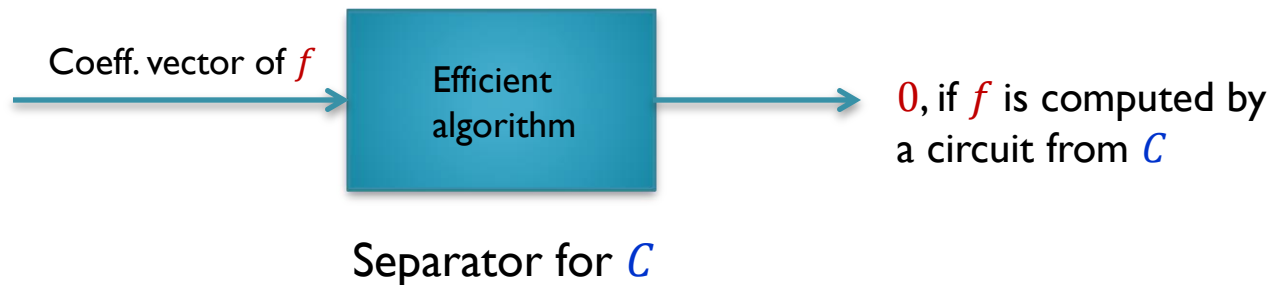 Coeff. vector of f
Efficient
algorithm
0, if f is computed by
a circuit from C
Separator for C